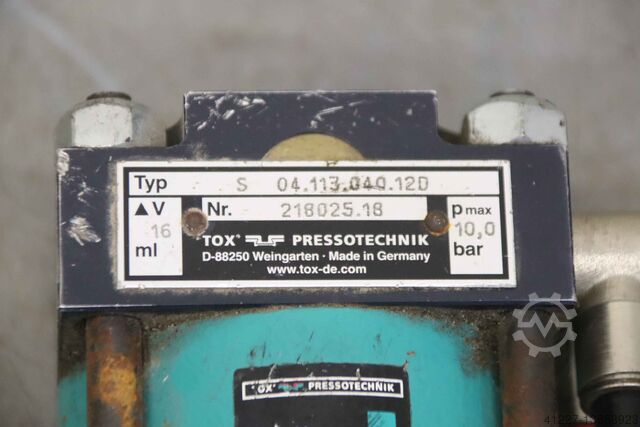 Typ S 04.113.040.12D
▲V Nr. 218025.18 p max
16 10,0
ml TOX® PRESSOTECHNIK bar
D-88250 Weingarten · Made in Germany
www.tox-de.com
TOX® PRESSOTECHNIK